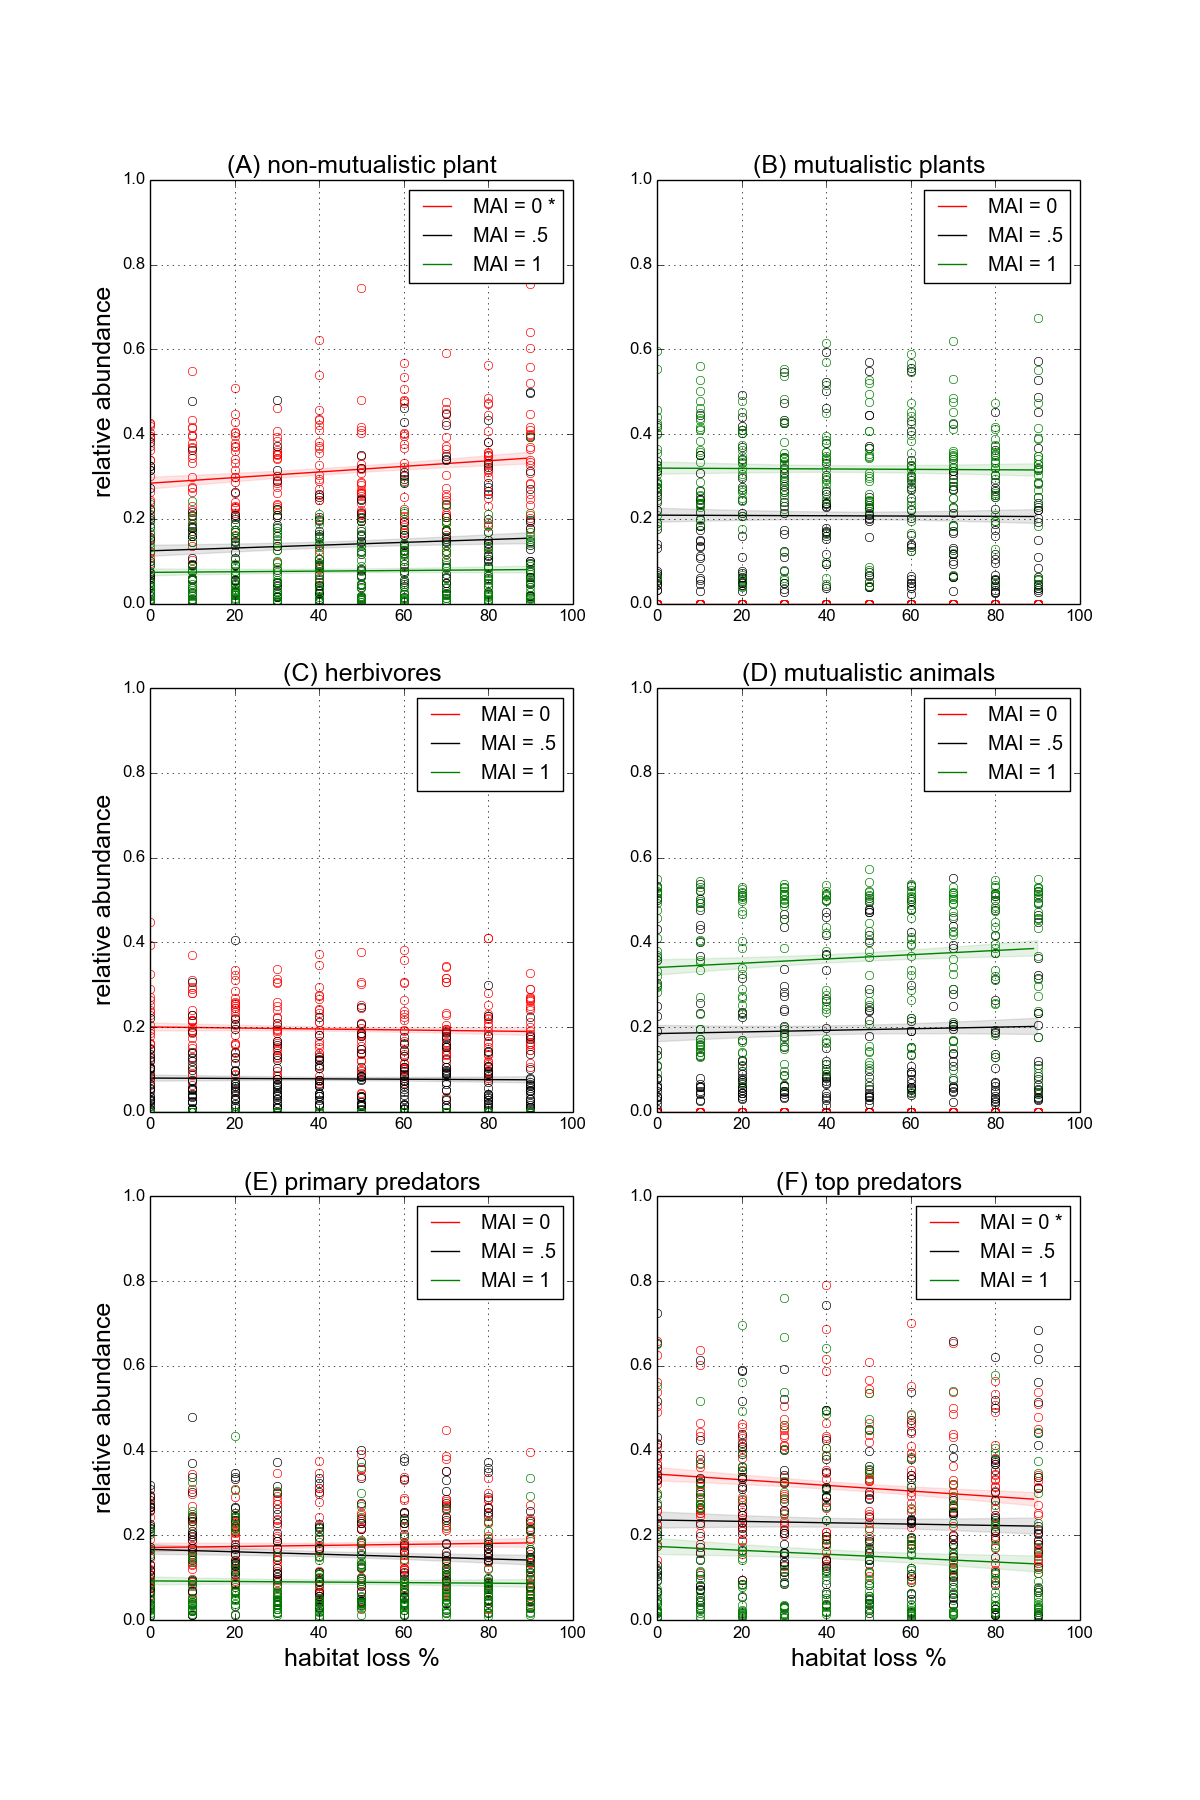 (A) non-mutualistic plant
1.0
0.8
0.6
0.4
0.2
0.0
relative abundance
MAI = 0 *
MAI = .5
MAI = 1
0 20 40 60 80 100
(B) mutualistic plants
1.0
0.8
0.6
0.4
0.2
0.0
MAI = 0
MAI = .5
MAI = 1
0 20 40 60 80 100
(C) herbivores
1.0
0.8
0.6
0.4
0.2
0.0
relative abundance
MAI = 0
MAI = .5
MAI = 1
0 20 40 60 80 100
(D) mutualistic animals
1.0
0.8
0.6
0.4
0.2
0.0
MAI = 0
MAI = .5
MAI = 1
0 20 40 60 80 100
(E) primary predators
1.0
0.8
0.6
0.4
0.2
0.0
relative abundance
MAI = 0
MAI = .5
MAI = 1
0 20 40 60 80 100
habitat loss %
(F) top predators
1.0
0.8
0.6
0.4
0.2
0.0
MAI = 0 *
MAI = .5
MAI = 1
0 20 40 60 80 100
habitat loss %